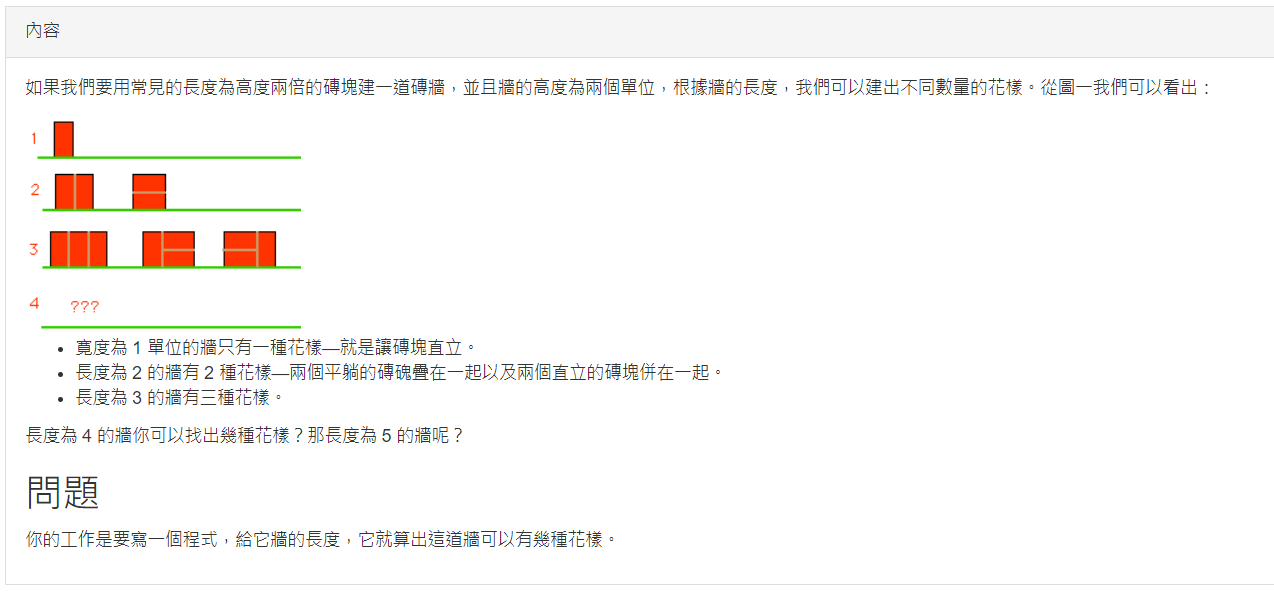 內容
如果我們要用常見的長度為高度兩倍的磚塊建一道磚牆，並且牆的高度為兩個單位，根據牆的長度，我們可以建出不同數量的花樣。從圖一我們可以看出：
1
2
3
4 ???
寬度為 1 單位的牆只有一種花樣—就是讓磚塊直立。
長度為 2 的牆有 2 種花樣—兩個平躺的磚磈疊在一起以及兩個直立的磚塊併在一起。
長度為 3 的牆有三種花樣。
長度為 4 的牆你可以找出幾種花樣？那長度為 5 的牆呢？
問題
你的工作是要寫一個程式，給它牆的長度，它就算出這道牆可以有幾種花樣。